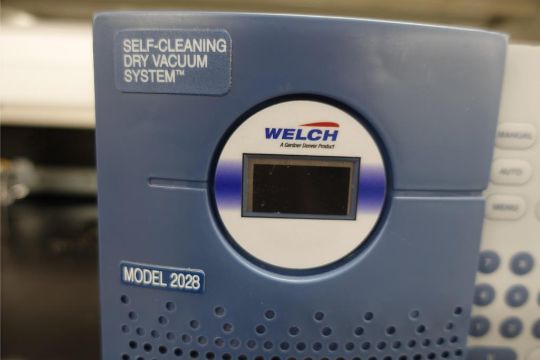 SELF-CLEANING
DRY VACUUM
SYSTEM™
WELCH
A Gardner Denver Product
MODEL 2028
MANUAL
AUTO
MENU